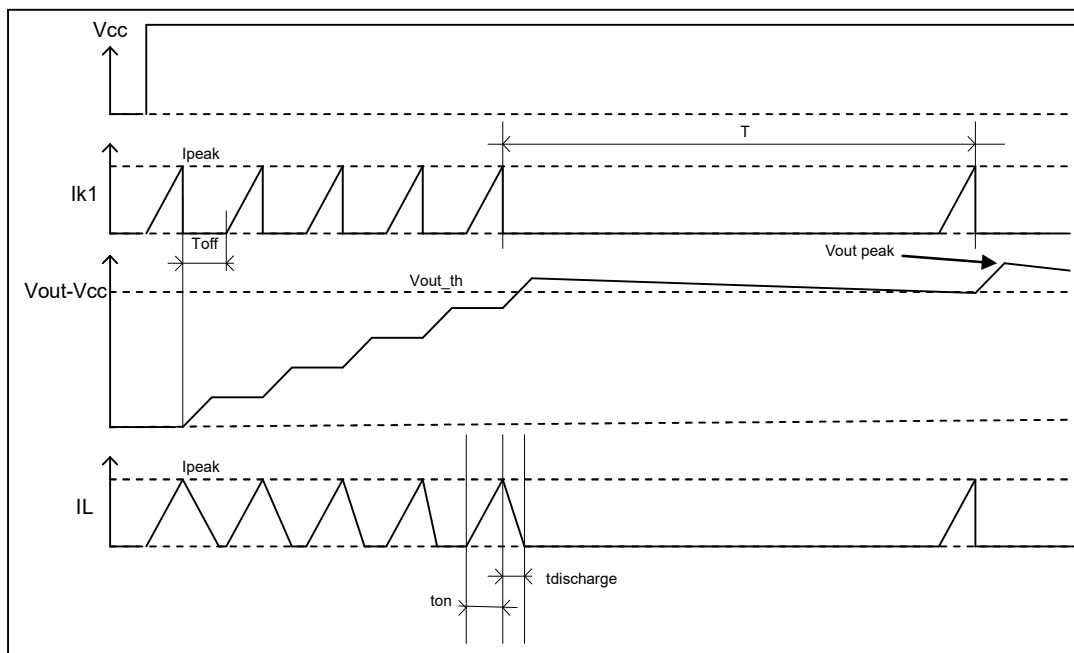 Vcc
T
Ipeak
Ik1
Toff
Vout peak
Vout_th
Vout-Vcc
Ipeak
IL
tdischarge
ton